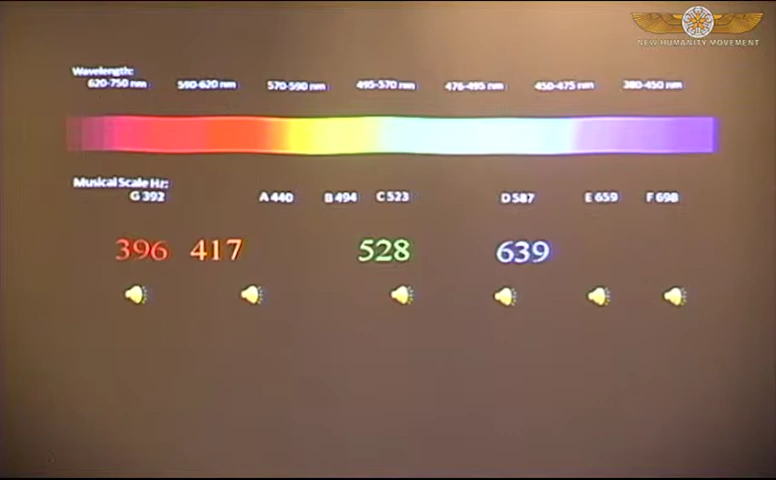 NEW HUMANITY MOVEMENT
Wavelength:
620-750 nm 590-620 nm 570-590 nm 495-570 nm 476-495 nm 450-475 nm 380-450 nm
Musical Scale Hz:
G 392 A 440 B 494 C 523 D 587 E 659 F 698
396 417 528 639